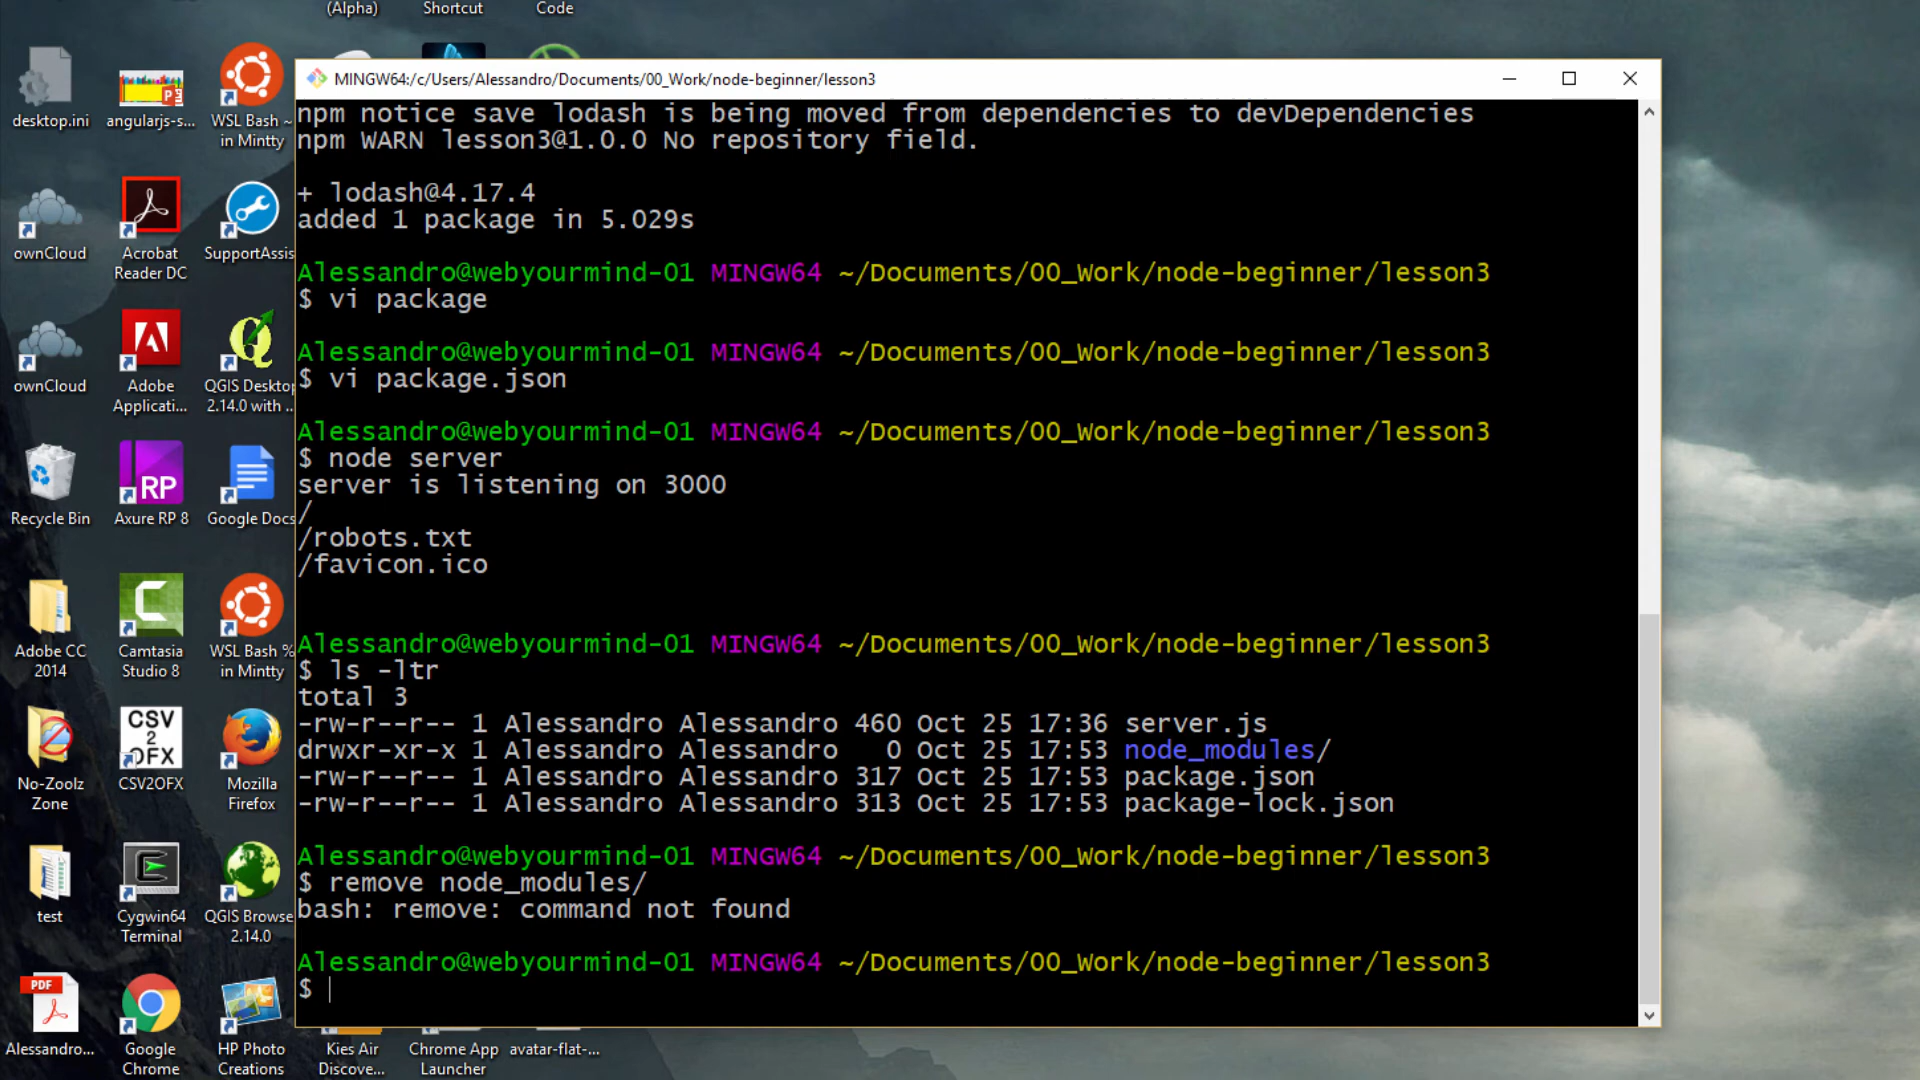 (Alpha)
Shortcut
Code
desktop.ini
angularjs-s...
WSL Bash ~
in Mintty
ownCloud
Acrobat
Reader DC
SupportAssis
ownCloud
Adobe
Applicati...
QGIS Desktop
2.14.0 with ...
Recycle Bin
RP
Axure RP 8
Google Docs
Adobe CC
2014
Camtasia
Studio 8
WSL Bash %
in Mintty
No-Zoolz
Zone
CSV
2
OFX
CSV2OFX
Mozilla
Firefox
test
Cygwin64
Terminal
QGIS Browse
2.14.0
PDF
Alessandro...
Google
Chrome
HP Photo
Creations
Kies Air
Discove...
Chrome App
Launcher
avatar-flat-...
MINGW64:/c/Users/Alessandro/Documents/00_Work/node-beginner/lesson3
npm notice save lodash is being moved from dependencies to devDependencies
npm WARN lesson3@1.0.0 No repository field.
+ lodash@4.17.4
added 1 package in 5.029s
Alessandro@webyourmind-01 MINGW64 ~/Documents/00_Work/node-beginner/lesson3
$ vi package
Alessandro@webyourmind-01 MINGW64 ~/Documents/00_Work/node-beginner/lesson3
$ vi package.json
Alessandro@webyourmind-01 MINGW64 ~/Documents/00_Work/node-beginner/lesson3
$ node server
server is listening on 3000
/
/robots.txt
/favicon.ico
Alessandro@webyourmind-01 MINGW64 ~/Documents/00_Work/node-beginner/lesson3
$ ls -ltr
total 3
-rw-r--r-- 1 Alessandro Alessandro 460 Oct 25 17:36 server.js
drwxr-xr-x 1 Alessandro Alessandro   0 Oct 25 17:53 node_modules/
-rw-r--r-- 1 Alessandro Alessandro 317 Oct 25 17:53 package.json
-rw-r--r-- 1 Alessandro Alessandro 313 Oct 25 17:53 package-lock.json
Alessandro@webyourmind-01 MINGW64 ~/Documents/00_Work/node-beginner/lesson3
$ remove node_modules/
bash: remove: command not found
Alessandro@webyourmind-01 MINGW64 ~/Documents/00_Work/node-beginner/lesson3
$